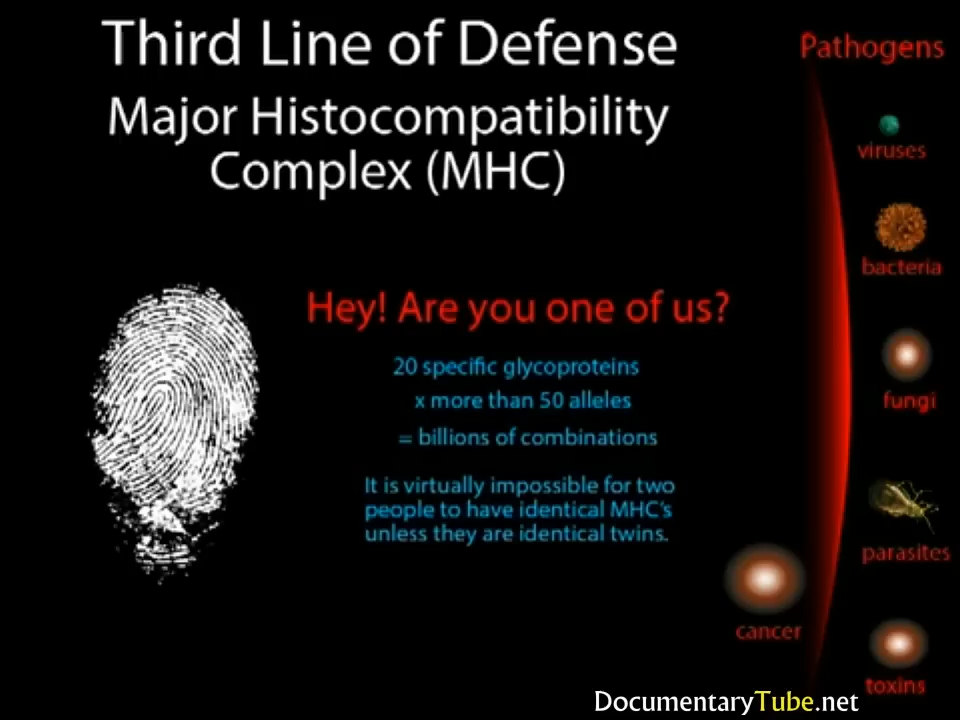 Third Line of Defense
Major Histocompatibility
Complex (MHC)
Hey! Are you one of us?
20 specific glycoproteins
x more than 50 alleles
= billions of combinations
It is virtually impossible for two
people to have identical MHC's
unless they are identical twins.
Pathogens
viruses
bacteria
fungi
parasites
cancer
toxins
DocumentaryTube.net